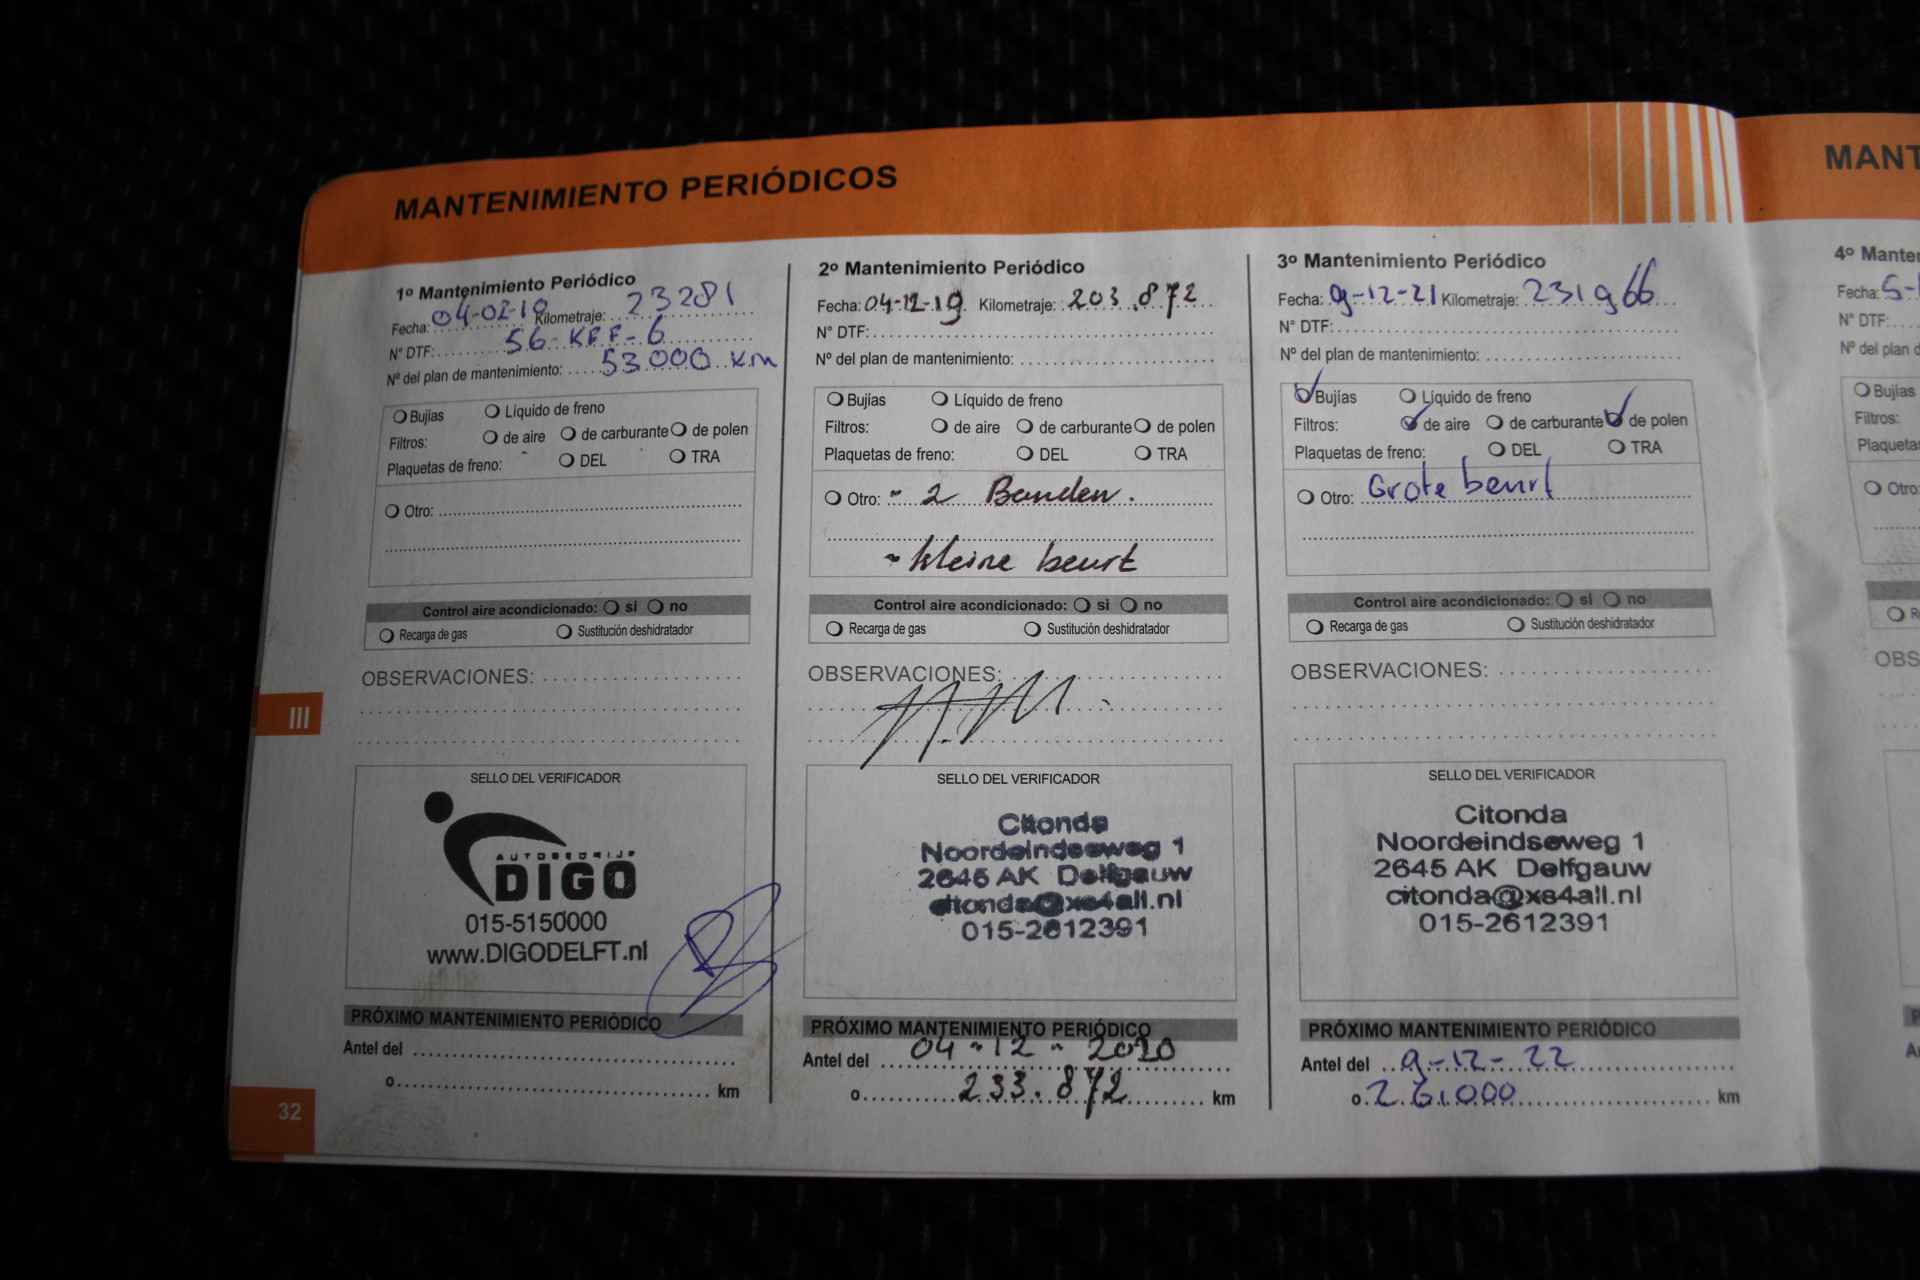 MANTENIMIENTO PERIÓDICOS
1º Mantenimiento Periódico
Fecha: 04-02-10 Kilometraje: 23281
N° DTF: 56-KFF-6
Nº del plan de mantenimiento: 53000 km
Bujías Líquido de freno
Filtros: de aire de carburante de polen
Plaquetas de freno: DEL TRA
Otro:
Control aire acondicionado: si no
Recarga de gas Sustitución deshidratador
OBSERVACIONES:
SELLO DEL VERIFICADOR
AUTOBEDRIJF
DIGO
015-5150000
www.DIGODELFT.nl
PRÓXIMO MANTENIMIENTO PERIÓDICO
Antel del
o km
2º Mantenimiento Periódico
Fecha: 04-12-19 Kilometraje: 203.872
N° DTF:
Nº del plan de mantenimiento:
Bujías Líquido de freno
Filtros: de aire de carburante de polen
Plaquetas de freno: DEL TRA
Otro: - 2 Banden.
- kleine beurt
Control aire acondicionado: si no
Recarga de gas Sustitución deshidratador
OBSERVACIONES:
SELLO DEL VERIFICADOR
Citonda
Noordeindseweg 1
2645 AK Delfgauw
citonda@xs4all.nl
015-2612391
PRÓXIMO MANTENIMIENTO PERIÓDICO
Antel del 04-12-2020
o 233.872 km
3º Mantenimiento Periódico
Fecha: 9-12-21 Kilometraje: 231966
N° DTF:
Nº del plan de mantenimiento:
Bujías Líquido de freno
Filtros: de aire de carburante de polen
Plaquetas de freno: DEL TRA
Otro: Grote beurt
Control aire acondicionado: si no
Recarga de gas Sustitución deshidratador
OBSERVACIONES:
SELLO DEL VERIFICADOR
Citonda
Noordeindseweg 1
2645 AK Delfgauw
citonda@xs4all.nl
015-2612391
PRÓXIMO MANTENIMIENTO PERIÓDICO
Antel del 9-12-22
o 261000 km
III
32
MANT
4º Mante
Fecha: 5-
N° DTF:
Nº del plan d
Bujías
Filtros:
Plaqueta
Otro:
OBS